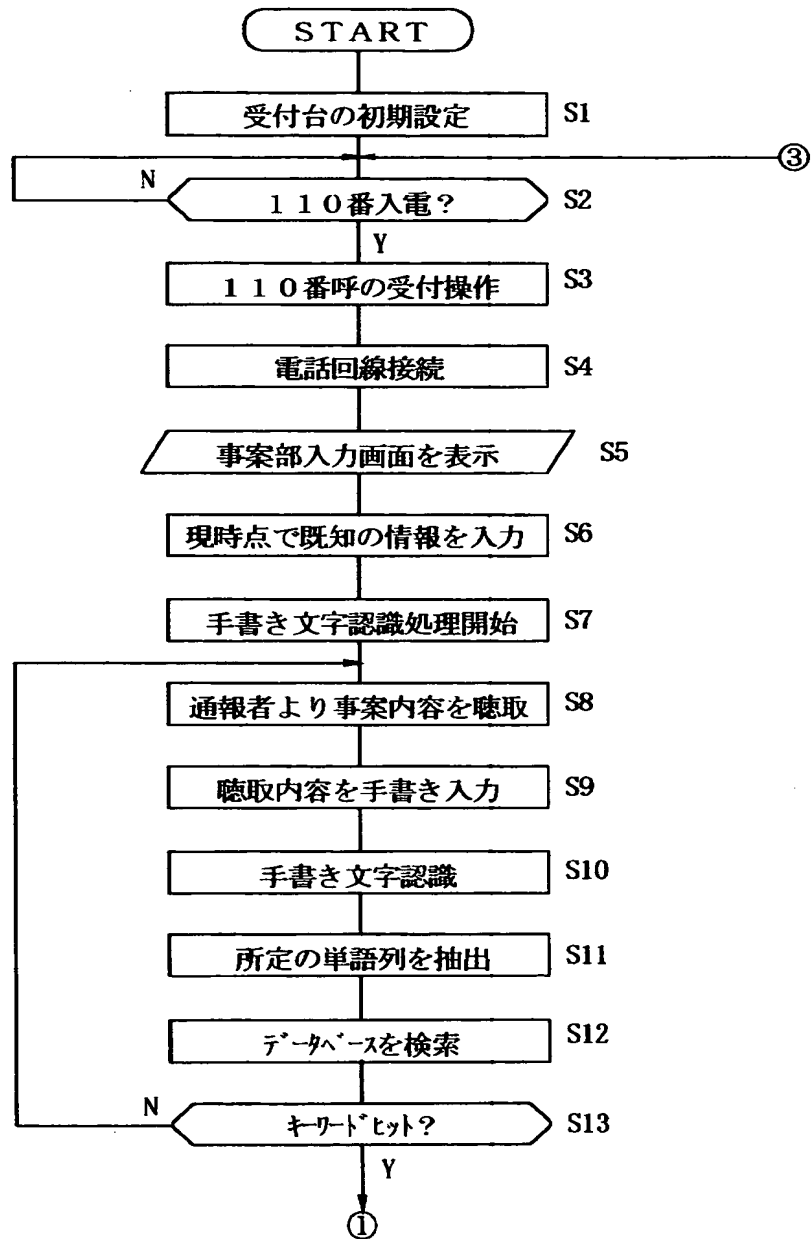 START
受付台の初期設定 S1
③
N
110番入電? S2
Y
110番呼の受付操作 S3
電話回線接続 S4
事案部入力画面を表示 S5
現時点で既知の情報を入力 S6
手書き文字認識処理開始 S7
通報者より事案内容を聴取 S8
聴取内容を手書き入力 S9
手書き文字認識 S10
所定の単語列を抽出 S11
データベースを検索 S12
N
キーワードヒット? S13
Y
①